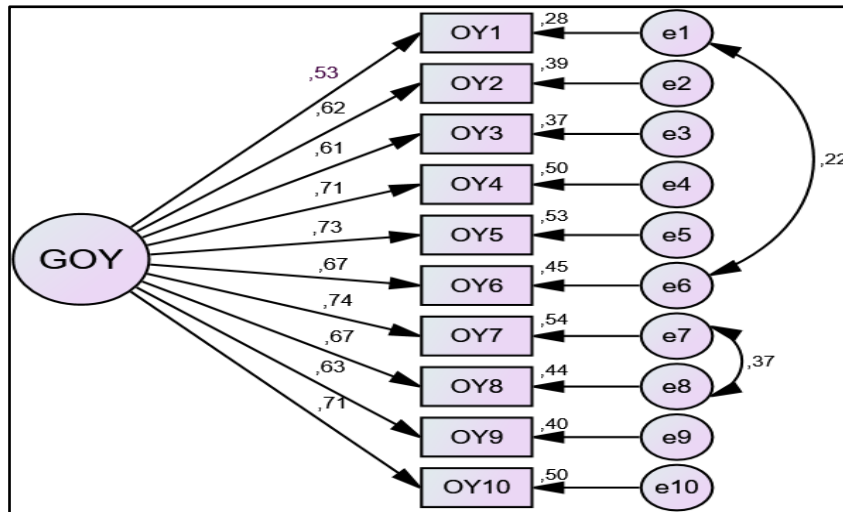 OY1 ,28 e1
,53
OY2 ,39 e2
,62
OY3 ,37 e3
,61
OY4 ,50 e4
,71
,22
OY5 ,53 e5
,73
GOY
OY6 ,45 e6
,67
OY7 ,54 e7
,74
,37
OY8 ,44 e8
,67
OY9 ,40 e9
,63
OY10 ,50 e10
,71